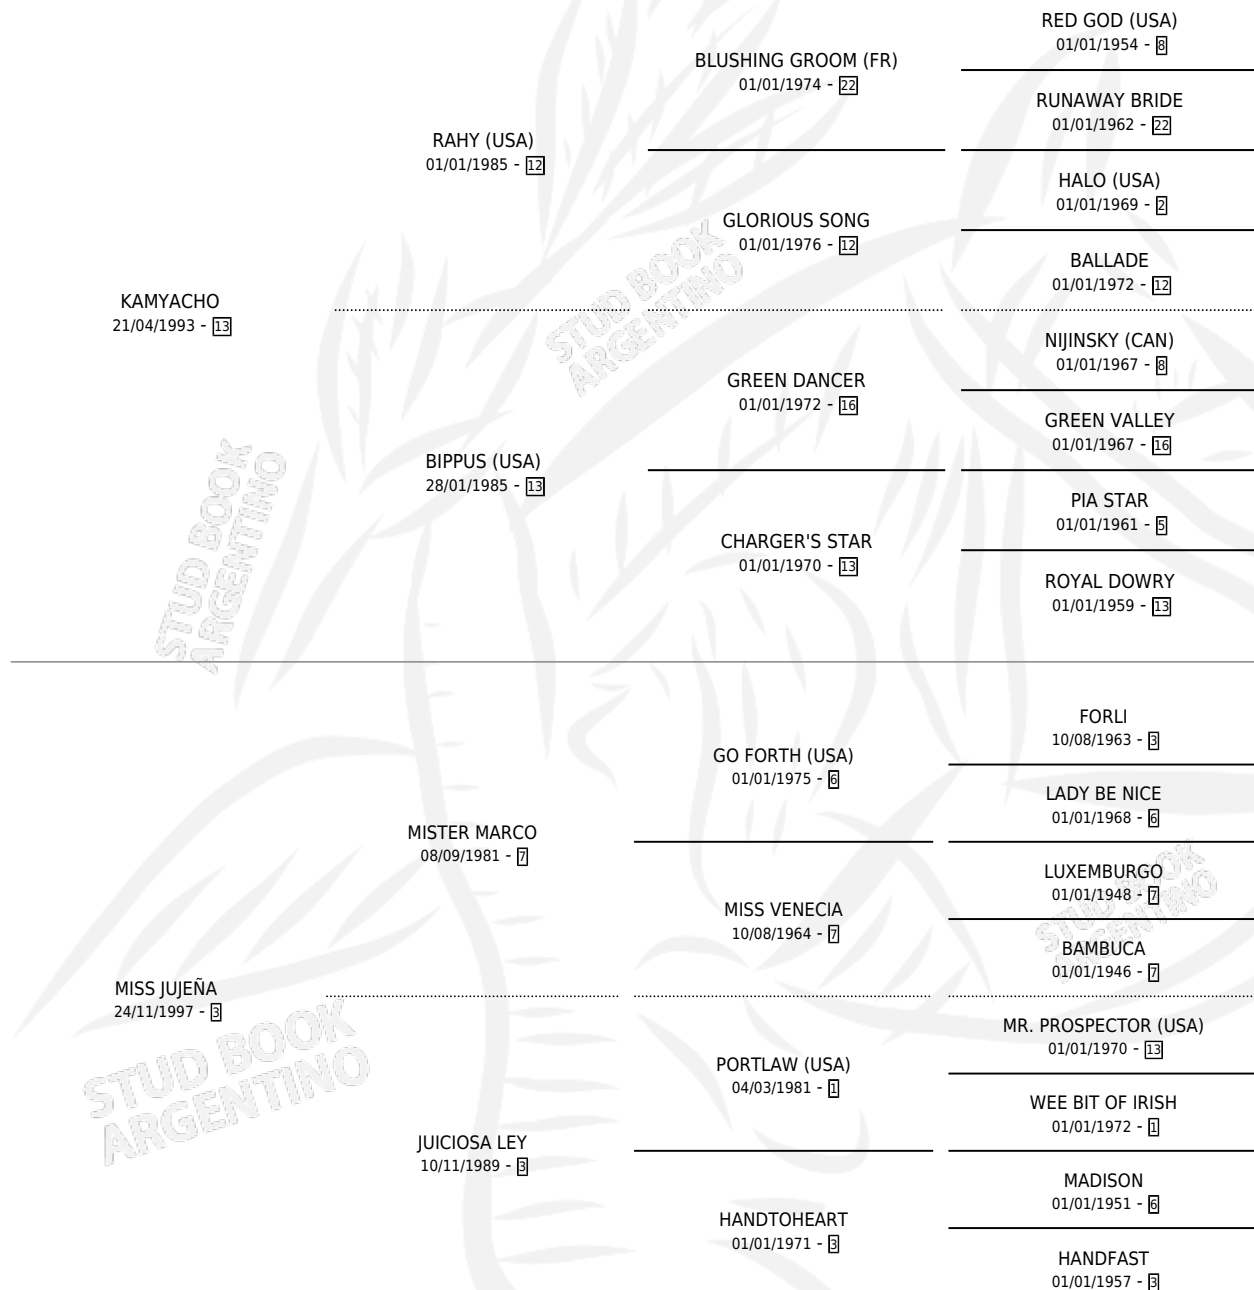 RED GOD (USA)
01/01/1954 - 8
BLUSHING GROOM (FR)
01/01/1974 - 22
RUNAWAY BRIDE
01/01/1962 - 22
RAHY (USA)
01/01/1985 - 12
HALO (USA)
01/01/1969 - 2
GLORIOUS SONG
01/01/1976 - 12
BALLADE
01/01/1972 - 12
KAMYACHO
21/04/1993 - 13
NIJINSKY (CAN)
01/01/1967 - 8
GREEN DANCER
01/01/1972 - 16
GREEN VALLEY
01/01/1967 - 16
BIPPUS (USA)
28/01/1985 - 13
PIA STAR
01/01/1961 - 5
CHARGER'S STAR
01/01/1970 - 13
ROYAL DOWRY
01/01/1959 - 13
FORLI
10/08/1963 - 3
GO FORTH (USA)
01/01/1975 - 6
LADY BE NICE
01/01/1968 - 6
MISTER MARCO
08/09/1981 - 7
LUXEMBURGO
01/01/1948 - 7
MISS VENECIA
10/08/1964 - 7
BAMBUCA
01/01/1946 - 7
MISS JUJEÑA
24/11/1997 - 3
MR. PROSPECTOR (USA)
01/01/1970 - 13
PORTLAW (USA)
04/03/1981 - 1
WEE BIT OF IRISH
01/01/1972 - 1
JUICIOSA LEY
10/11/1989 - 3
MADISON
01/01/1951 - 6
HANDTOHEART
01/01/1971 - 3
HANDFAST
01/01/1957 - 3
STUD BOOK
ARGENTINO
STUD BOOK
ARGENTINO
STUD BOOK
ARGENTINO
STUD BOOK
ARGENTINO